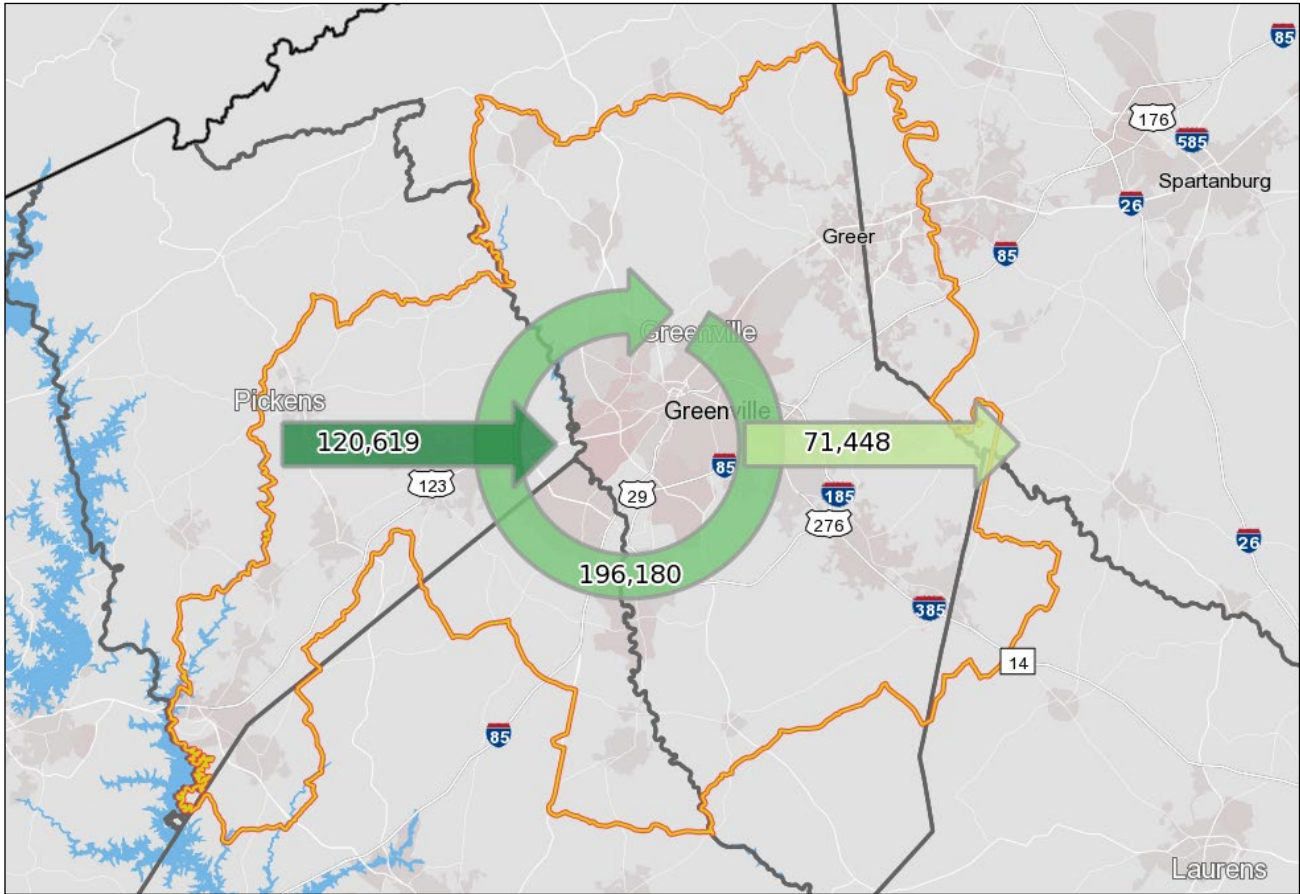 85
176
585
Spartanburg
26
Greer
85
Greenville
Pickens
Greenville
120,619
71,448
85
123
29
185
276
26
196,180
385
14
85
Laurens